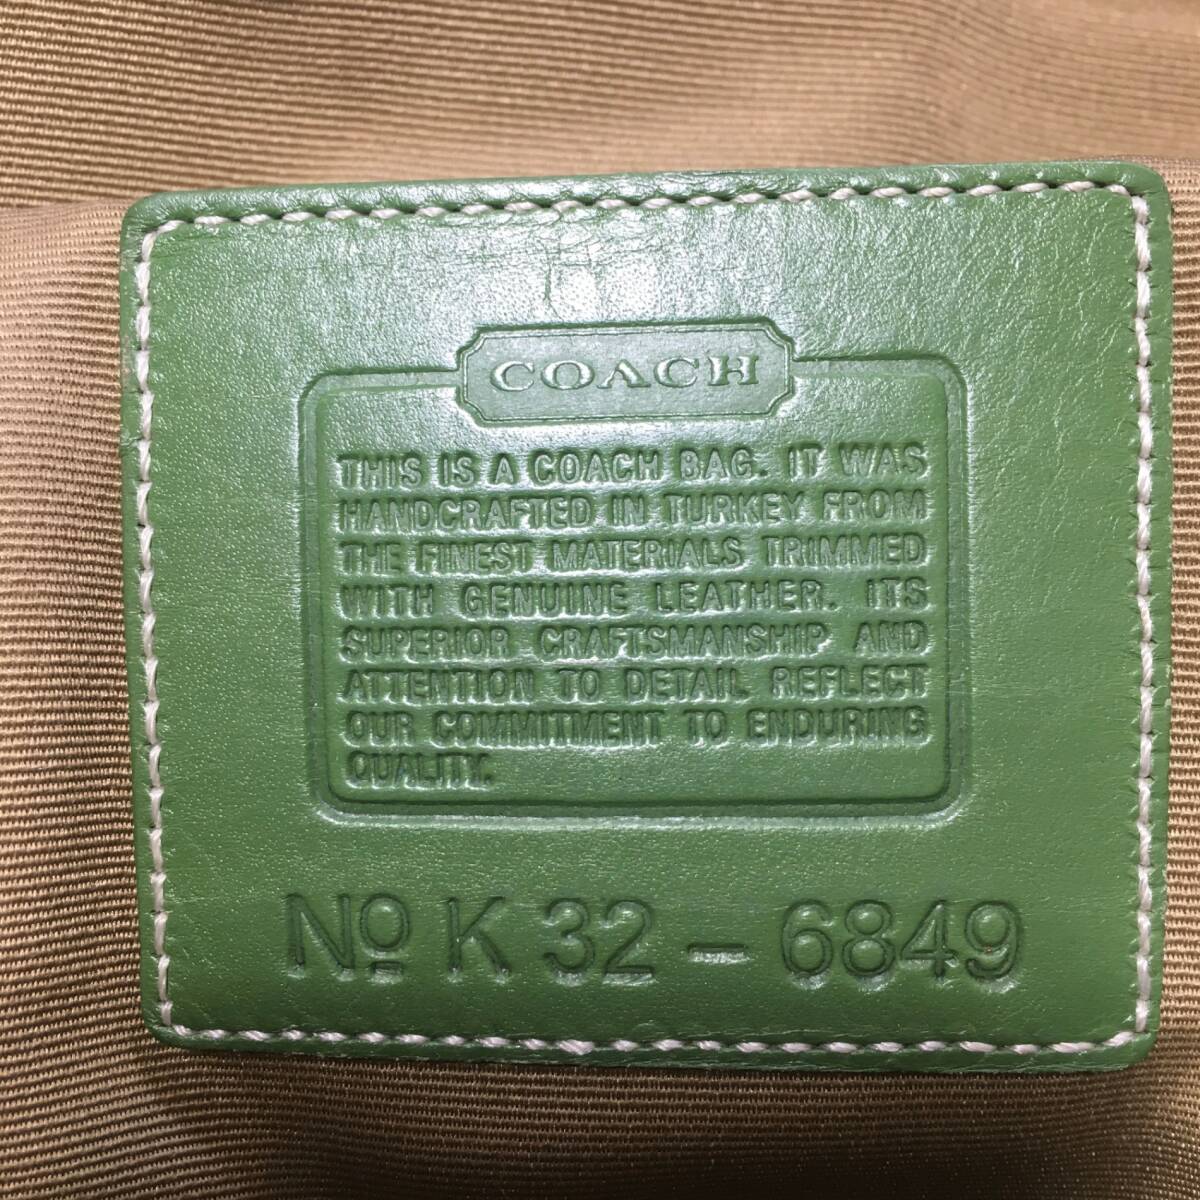 COACH
THIS IS A COACH BAG. IT WAS
HANDCRAFTED IN TURKEY FROM
THE FINEST MATERIALS TRIMMED
WITH GENUINE LEATHER. ITS
SUPERIOR CRAFTSMANSHIP AND
ATTENTION TO DETAIL REFLECT
OUR COMMITMENT TO ENDURING
QUALITY.
Nº K 32 - 6849